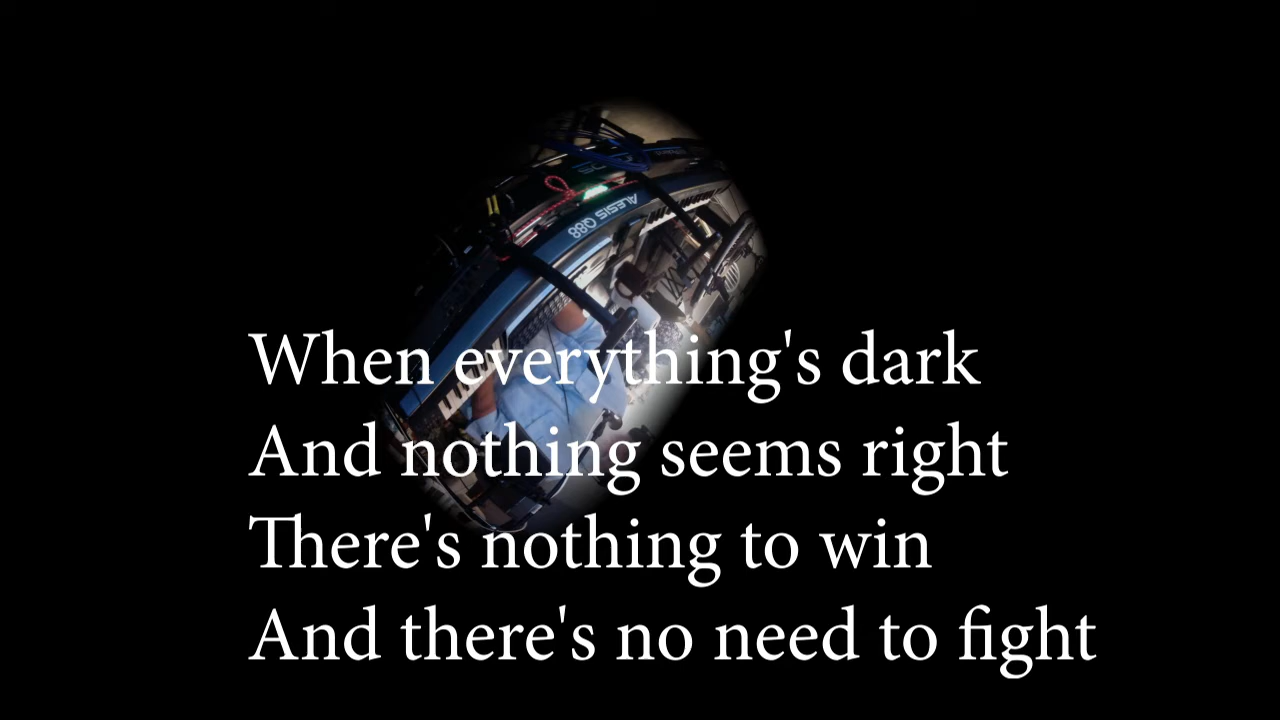 ALESIS Q88
When everything's dark
And nothing seems right
There's nothing to win
And there's no need to fight